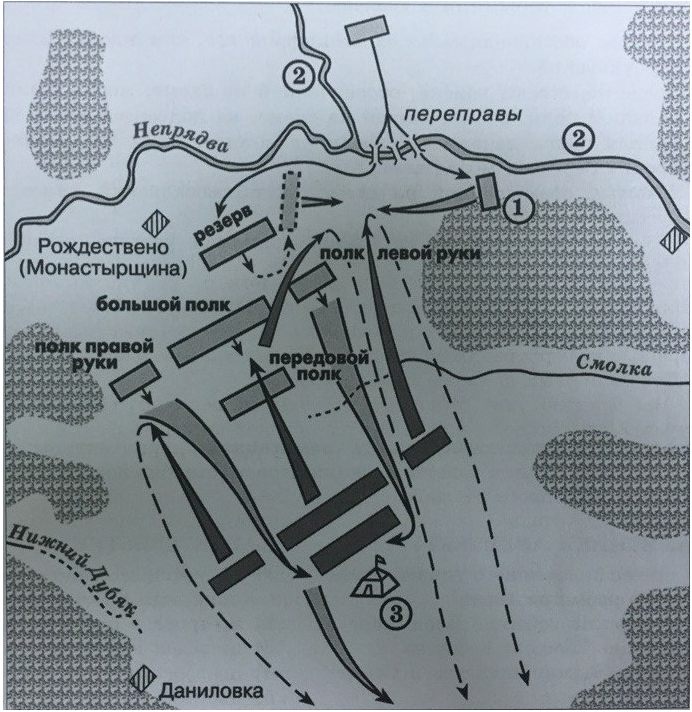 2
переправы
Непрядва
2
1
резерв
Рождествено
(Монастырщина)
полк левой руки
большой полк
полк правой
руки
передовой
полк
Смолка
Нижний Дубяк
3
Даниловка